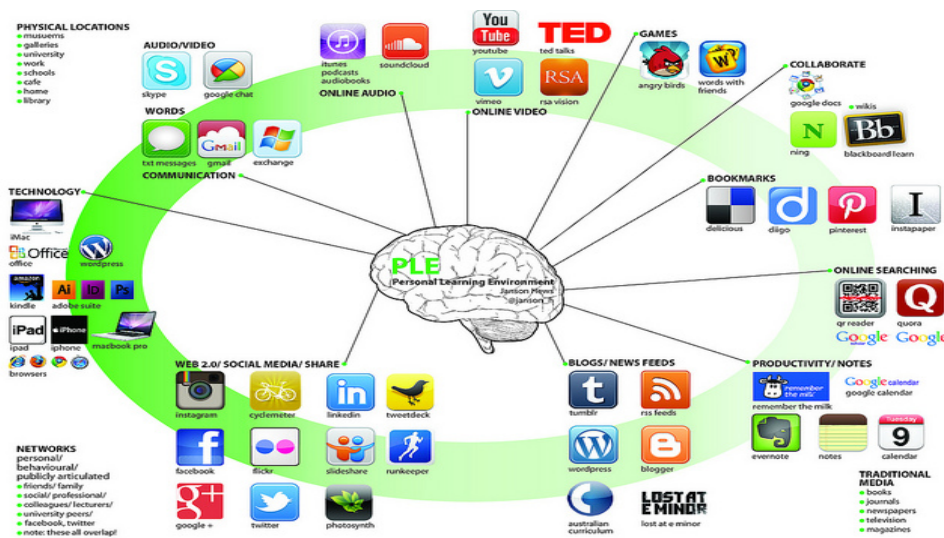 PHYSICAL LOCATIONS
musuems
galleries
university
work
schools
cafe
home
library
AUDIO/VIDEO
skype
google chat
WORDS
txt messages
Gmail
gmail
exchange
COMMUNICATION
itunes
podcasts
audiobooks
soundcloud
ONLINE AUDIO
You
Tube
youtube
TED
ted talks
vimeo
RSA
rsa vision
ONLINE VIDEO
GAMES
angry birds
W
words with
friends
COLLABORATE
google docs
wikis
N
ning
Bb
blackboard learn
BOOKMARKS
delicious
d
diigo
pinterest
I
instapaper
ONLINE SEARCHING
qr reader
Q
quora
Google
Google
TECHNOLOGY
iMac
Office
office
wordpress
amazon
kindle
Ai
ID
Ps
adobe suite
iPad
ipad
iPhone
iphone
macbook pro
browsers
PLE
Personal Learning Environment
Janson Hews
@janson_h
WEB 2.0/ SOCIAL MEDIA/ SHARE
instagram
cyclemeter
in
linkedin
tweetdeck
f
facebook
flickr
slideshare
runkeeper
g+
google +
twitter
photosynth
BLOGS/ NEWS FEEDS
t
tumblr
rss feeds
wordpress
blogger
australian
curriculum
LOST AT
E MINOR
lost at e minor
PRODUCTIVITY/ NOTES
remember
the milk
remember the milk
Google calendar
google calendar
evernote
notes
Tuesday
9
calendar
NETWORKS
personal/
behavioural/
publicly articulated
friends/ family
social/ professional/
colleagues/ lecturers/
university peers/
facebook, twitter
note: these all overlap!
TRADITIONAL
MEDIA
books
journals
newspapers
television
magazines